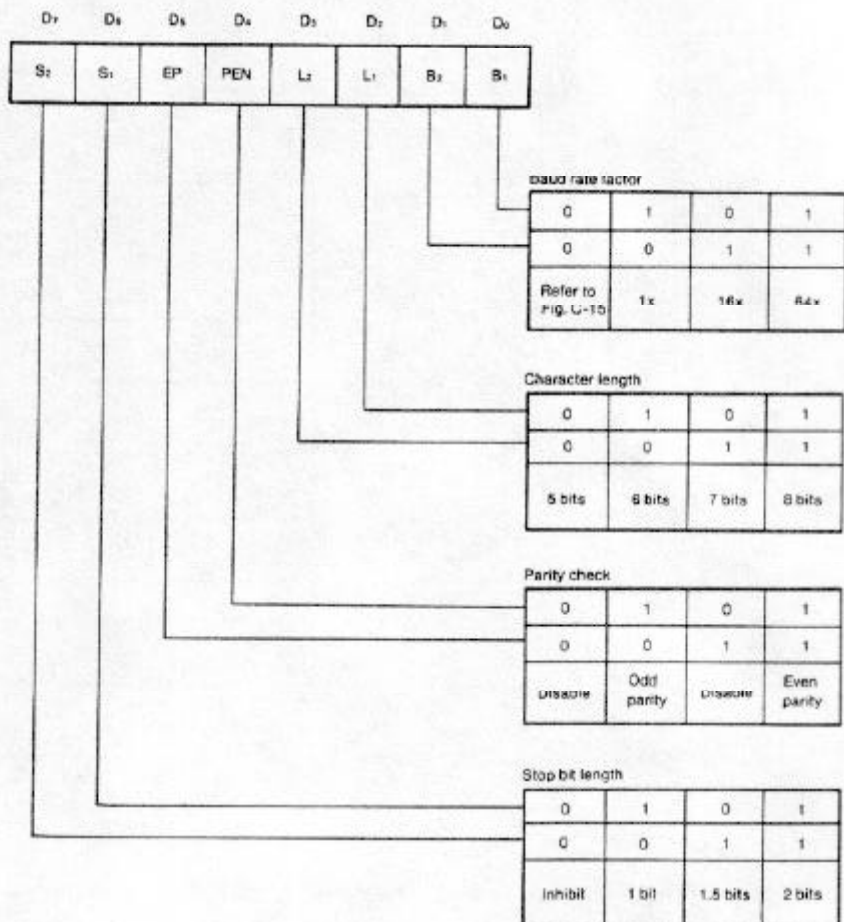 D₇ D₆ D₅ D₄ D₃ D₂ D₁ D₀
S₂ S₁ EP PEN L₂ L₁ B₂ B₁
Baud rate factor
0 1 0 1
0 0 1 1
Refer to 1x 16x 64x
Fig. C-15
Character length
0 1 0 1
0 0 1 1
5 bits 6 bits 7 bits 8 bits
Parity check
0 1 0 1
0 0 1 1
Disable Odd parity Disable Even parity
Stop bit length
0 1 0 1
0 0 1 1
Inhibit 1 bit 1.5 bits 2 bits